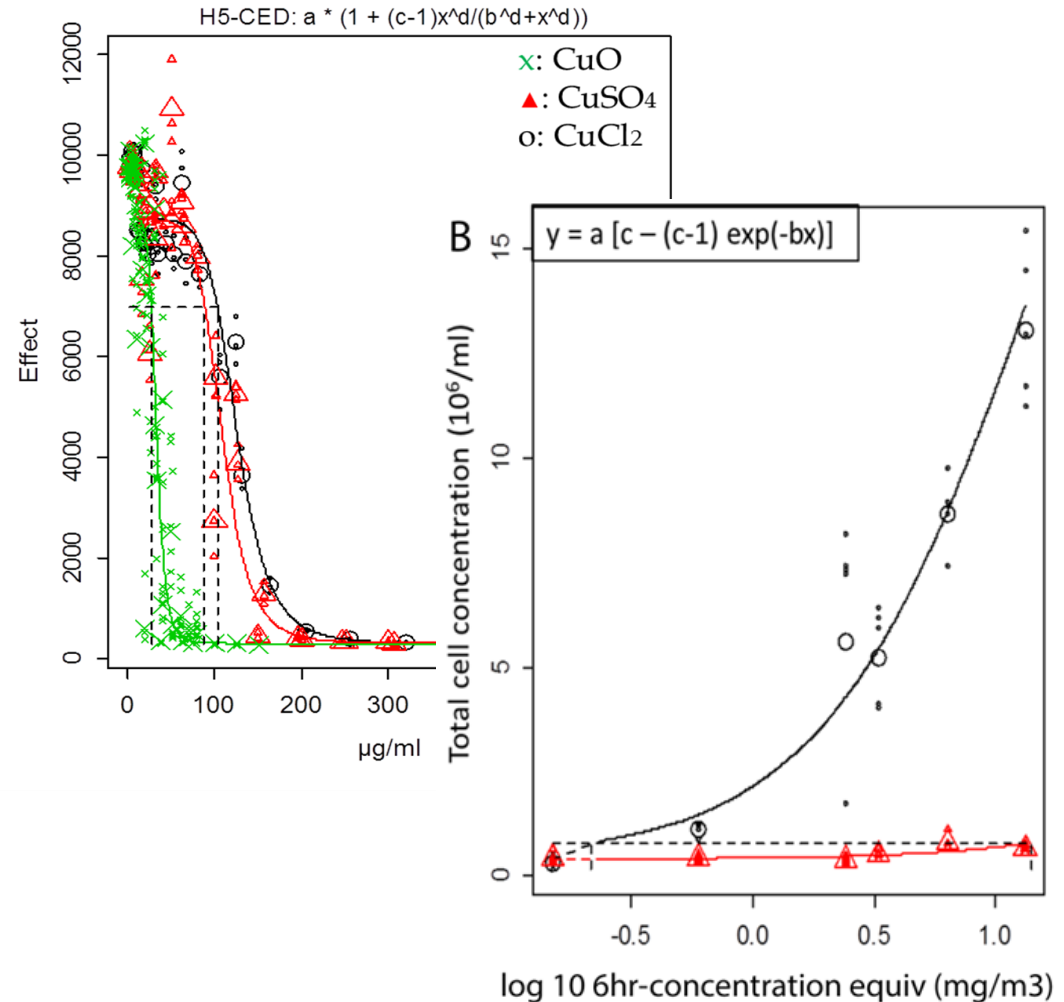 H5-CED: a * (1 + (c-1)x^d/(b^d+x^d))
x: CuO
▲: CuSO4
o: CuCl2
Effect
12000
10000
8000
6000
4000
2000
0
0 100 200 300
µg/ml
B
y = a [c – (c-1) exp(-bx)]
Total cell concentration (10⁶/ml)
15
10
5
0
-0.5 0.0 0.5 1.0
log 10 6hr-concentration equiv (mg/m3)